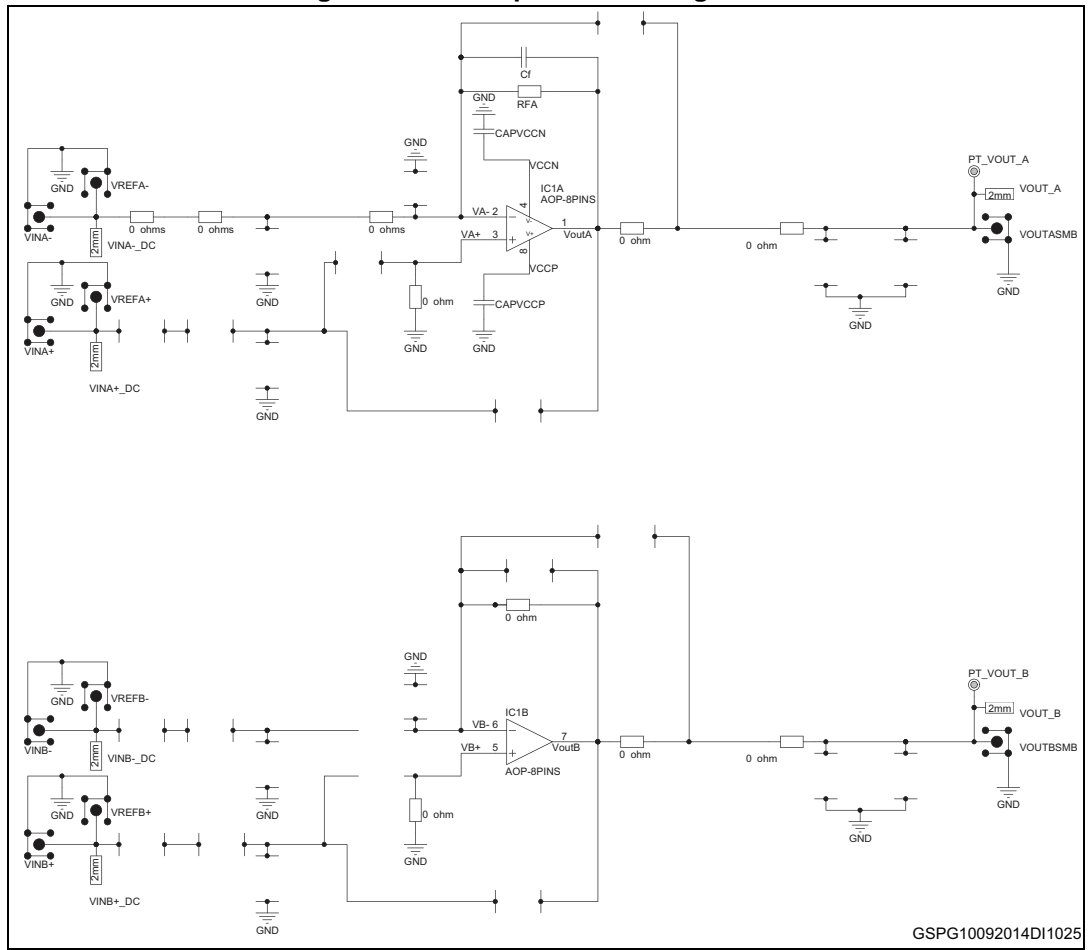 Cf
GND
RFA
CAPVCCN
GND
VCCN
PT_VOUT_A
IC1A
AOP-8PINS
VOUT_A
2mm
GND
VREFA-
4
VA- 2
V-
1
VINA-
0 ohms
0 ohms
0 ohms
VOUTASMB
2mm
VINA-_DC
VA+ 3
V+
VoutA
0 ohm
0 ohm
8
VCCP
GND
VREFA+
GND
0 ohm
CAPVCCP
GND
GND
VINA+
GND
GND
2mm
VINA+_DC
GND
0 ohm
GND
PT_VOUT_B
GND
VREFB-
IC1B
2mm
VOUT_B
VINB-
VB- 6
7
VOUTBSMB
2mm
VINB-_DC
VB+ 5
VoutB
0 ohm
0 ohm
AOP-8PINS
GND
VREFB+
GND
0 ohm
GND
GND
VINB+
GND
2mm
VINB+_DC
GND
GSPG10092014DI1025